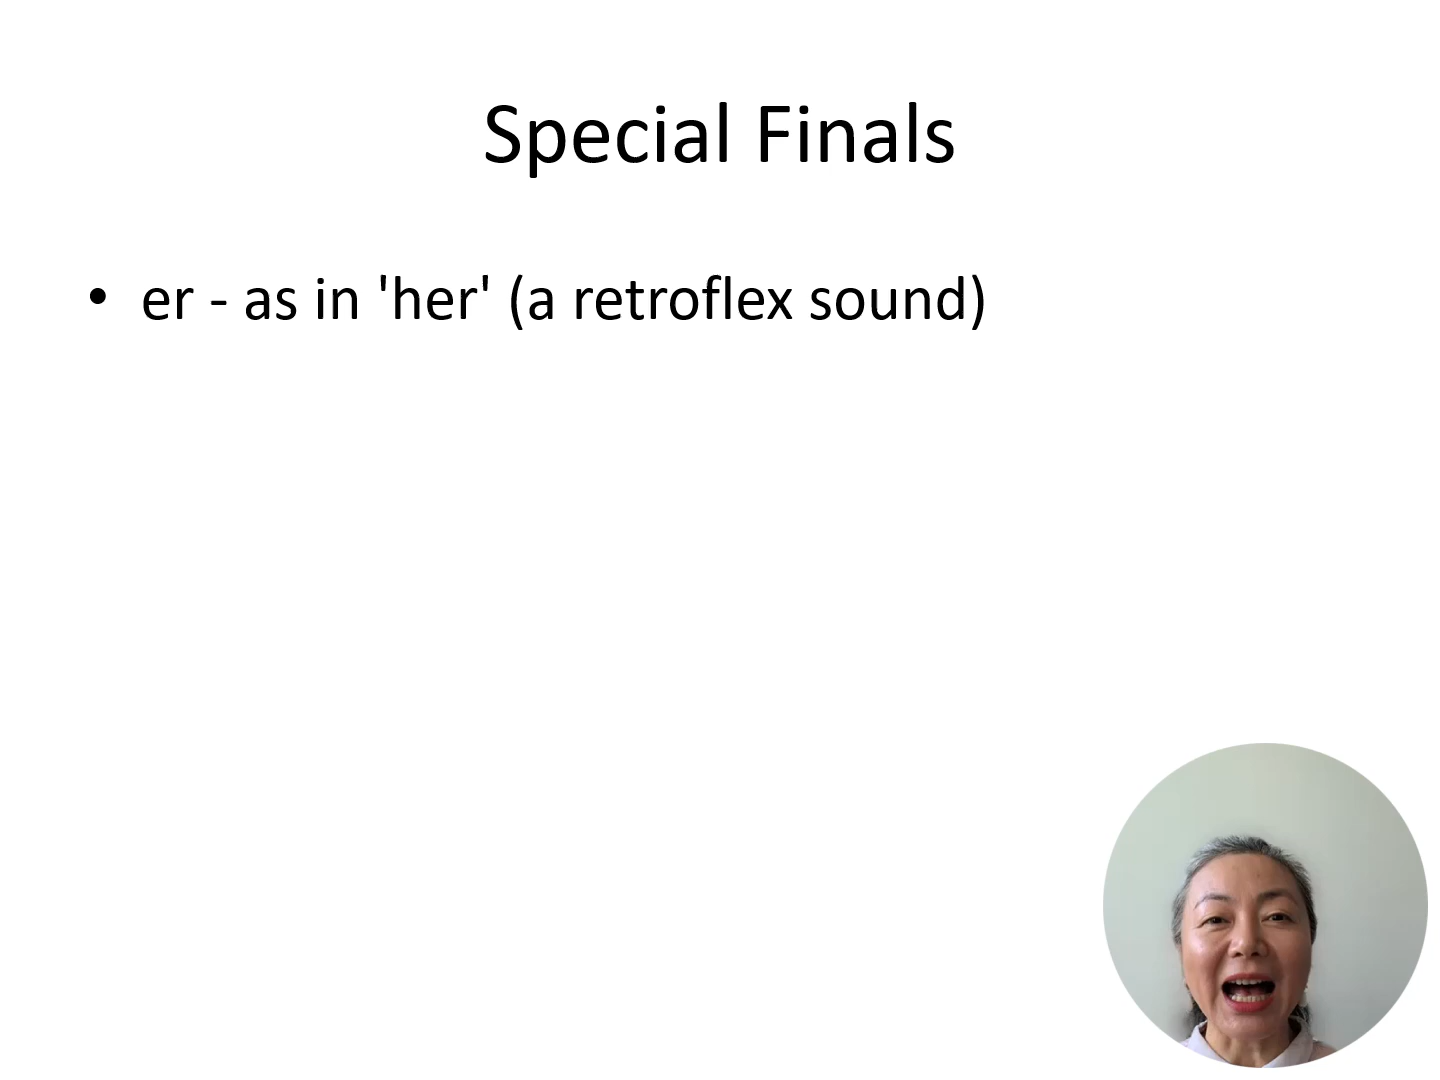 Special Finals
• er - as in 'her' (a retroflex sound)